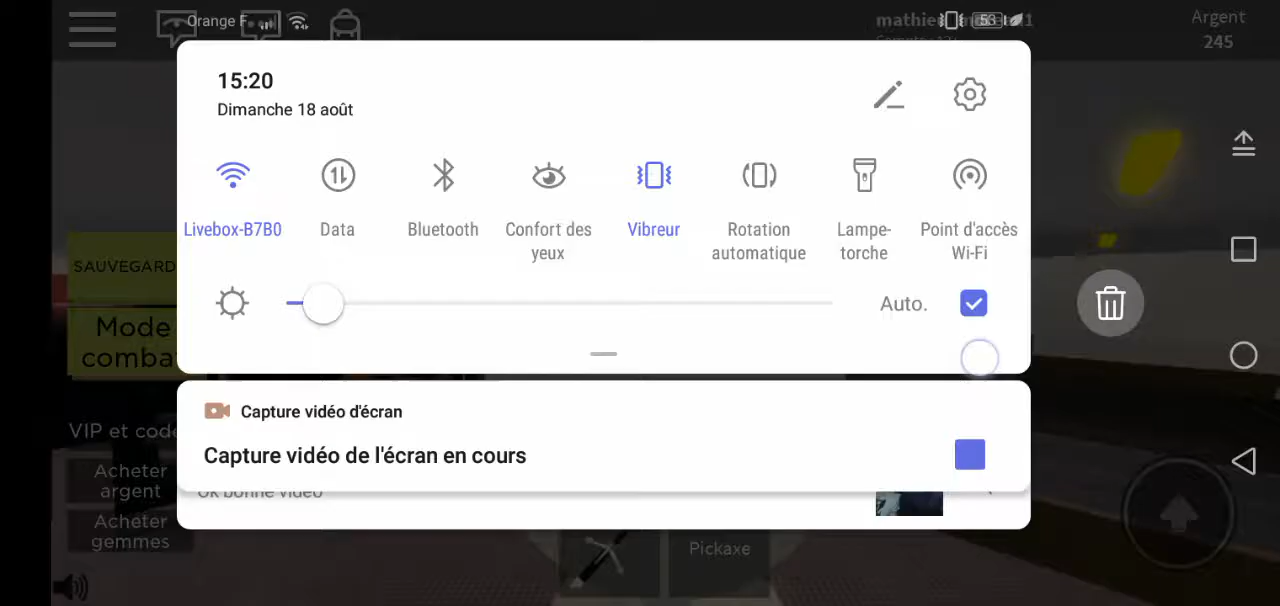 Orange F
53
Argent
245
15:20
Dimanche 18 août
Livebox-B7B0
Data
Bluetooth
Confort des
yeux
Vibreur
Rotation
automatique
Lampe-
torche
Point d'accès
Wi-Fi
Auto.
SAUVEGARD
Mode
comba
Capture vidéo d'écran
Capture vidéo de l'écran en cours
Ok bonne vidéo
VIP et code
Acheter
argent
Acheter
gemmes
Pickaxe